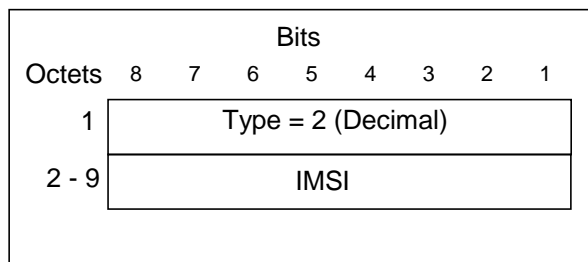 Bits
Octets 8 7 6 5 4 3 2 1
1 Type = 2 (Decimal)
2 - 9 IMSI